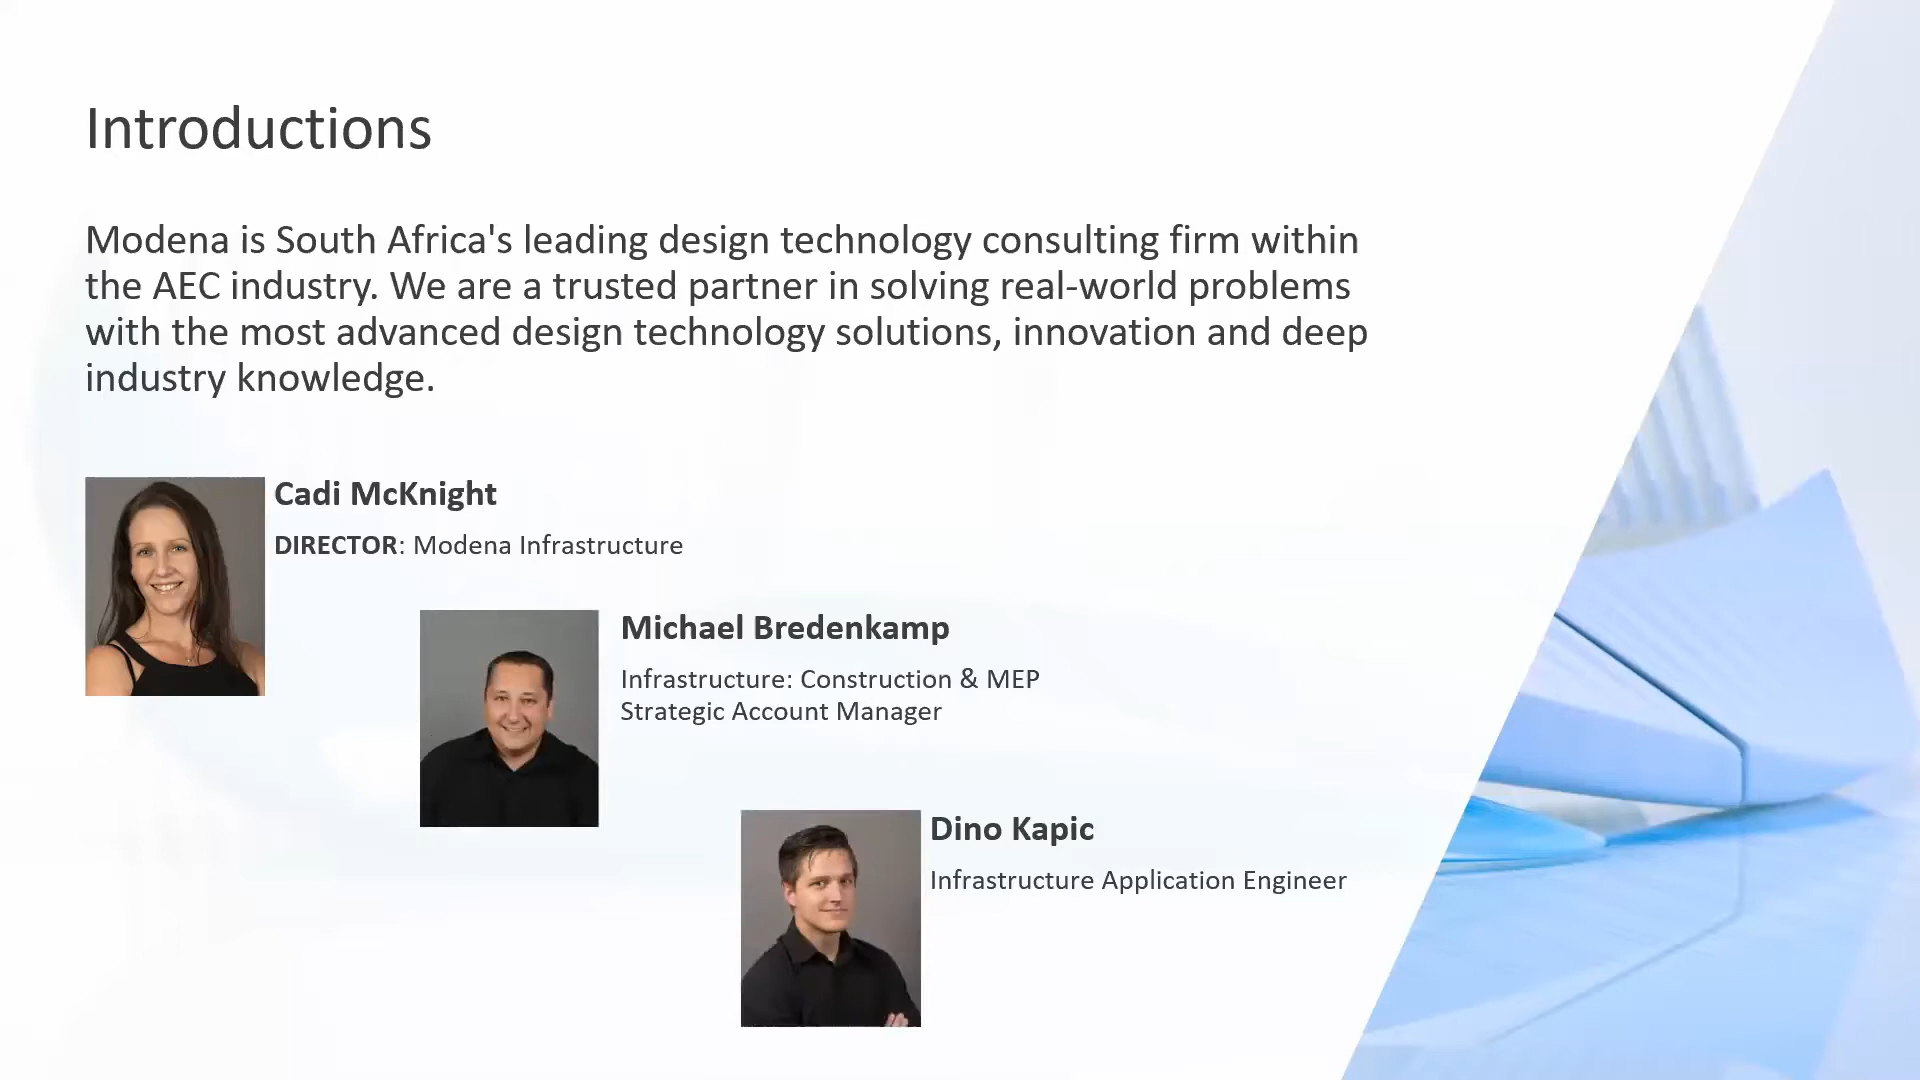 Introductions
Modena is South Africa's leading design technology consulting firm within
the AEC industry. We are a trusted partner in solving real-world problems
with the most advanced design technology solutions, innovation and deep
industry knowledge.
Cadi McKnight
DIRECTOR: Modena Infrastructure
Michael Bredenkamp
Infrastructure: Construction & MEP
Strategic Account Manager
Dino Kapic
Infrastructure Application Engineer